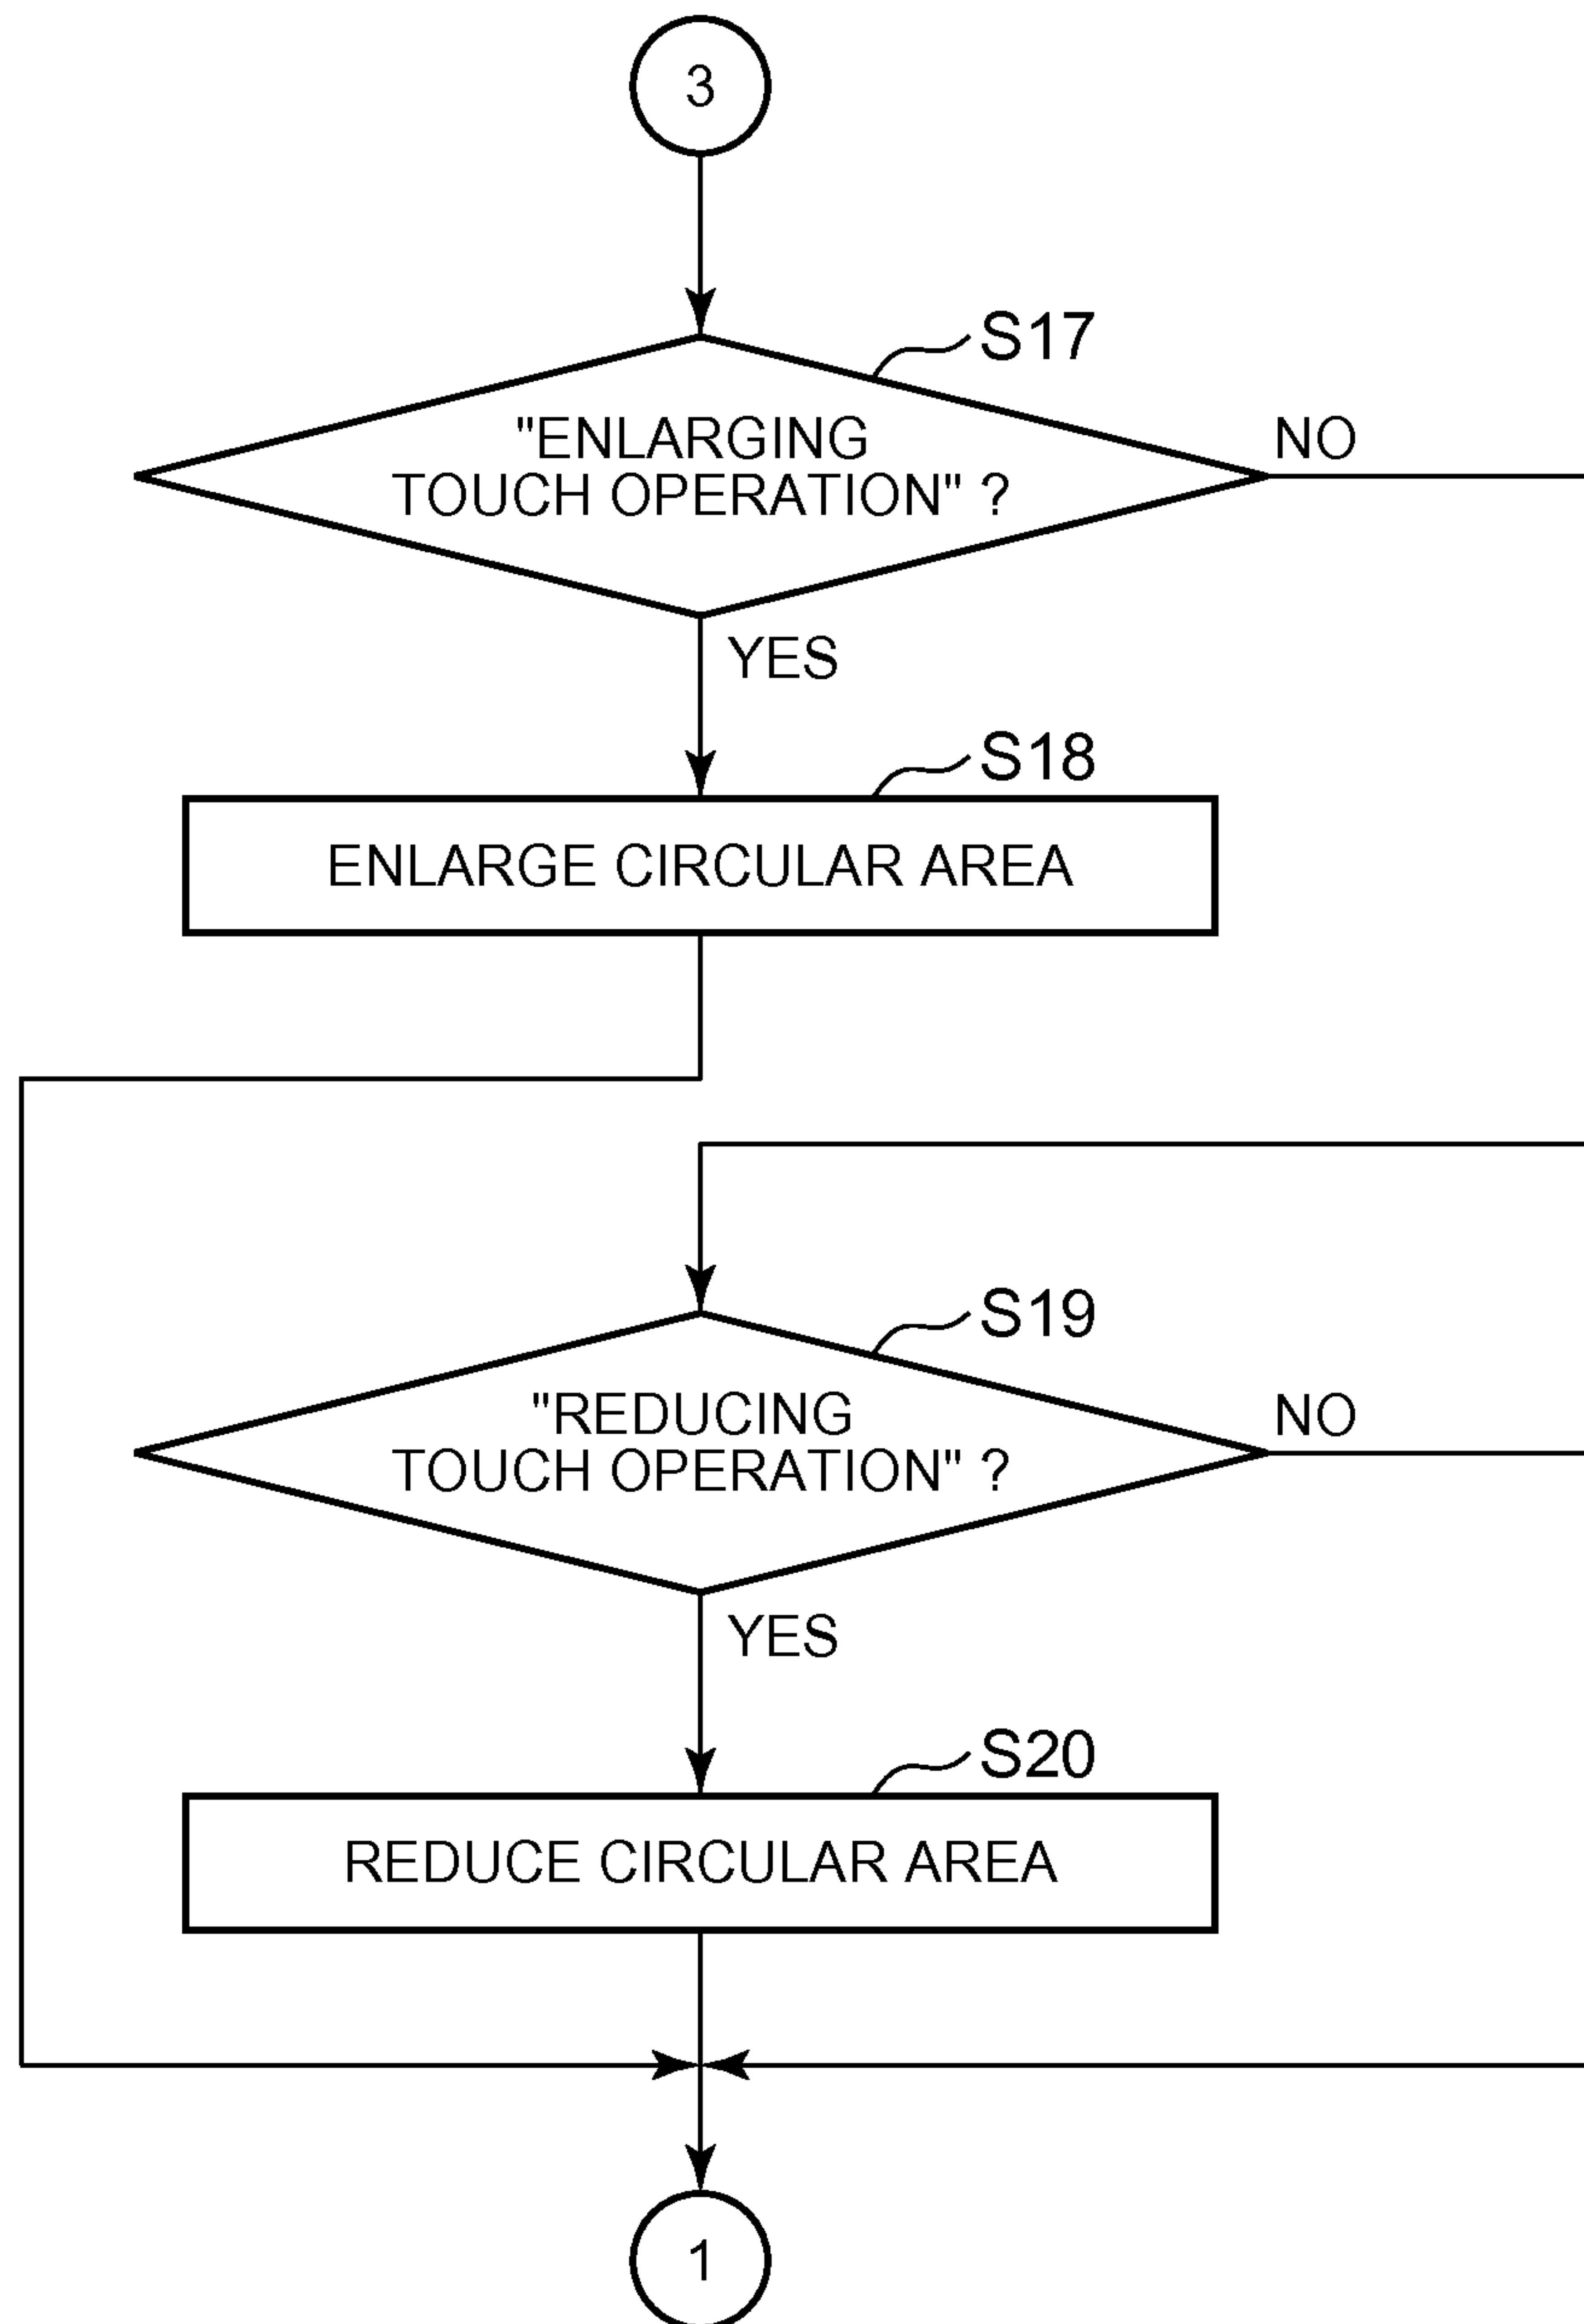 3
S17
"ENLARGING
TOUCH OPERATION" ?
NO
YES
S18
ENLARGE CIRCULAR AREA
S19
"REDUCING
TOUCH OPERATION" ?
NO
YES
S20
REDUCE CIRCULAR AREA
1